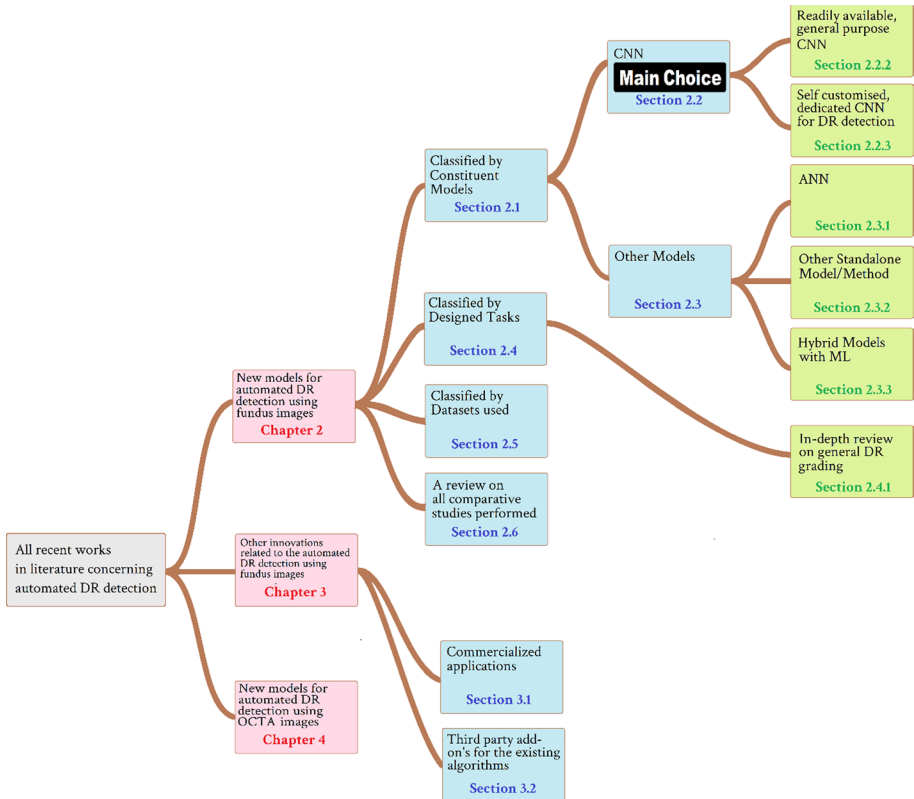 All recent works
in literature concerning
automated DR detection
New models for
automated DR
detection using
fundus images
Chapter 2
Other innovations
related to the automated
DR detection using
fundus images
Chapter 3
New models for
automated DR
detection using
OCTA images
Chapter 4
Classified by
Constituent
Models
Section 2.1
Classified by
Designed Tasks
Section 2.4
Classified by
Datasets used
Section 2.5
A review on
all comparative
studies performed
Section 2.6
Commercialized
applications
Section 3.1
Third party add-
on's for the existing
algorithms
Section 3.2
CNN
Main Choice
Section 2.2
Other Models
Section 2.3
Readily available,
general purpose
CNN
Section 2.2.2
Self customised,
dedicated CNN
for DR detection
Section 2.2.3
ANN
Section 2.3.1
Other Standalone
Model/Method
Section 2.3.2
Hybrid Models
with ML
Section 2.3.3
In-depth review
on general DR
grading
Section 2.4.1